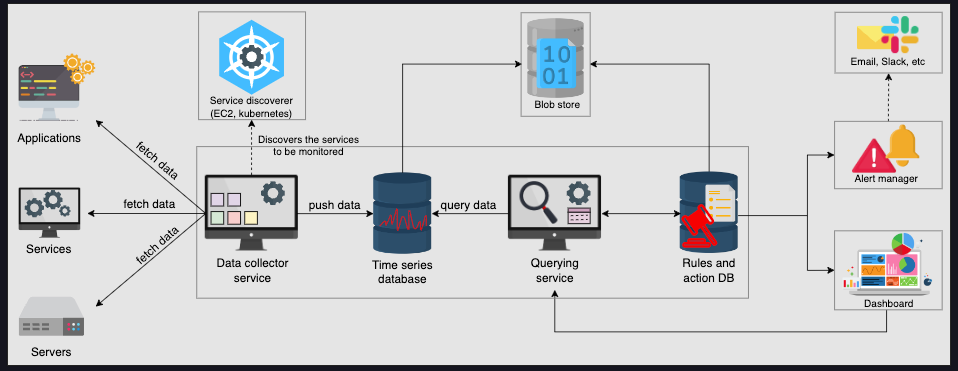 Service discoverer
(EC2, kubernetes)
10
01
Blob store
Email, Slack, etc
Applications
fetch data
Discovers the services
to be monitored
Alert manager
fetch data
push data
query data
Services
fetch data
Data collector
service
Time series
database
Querying
service
Rules and
action DB
Dashboard
Servers